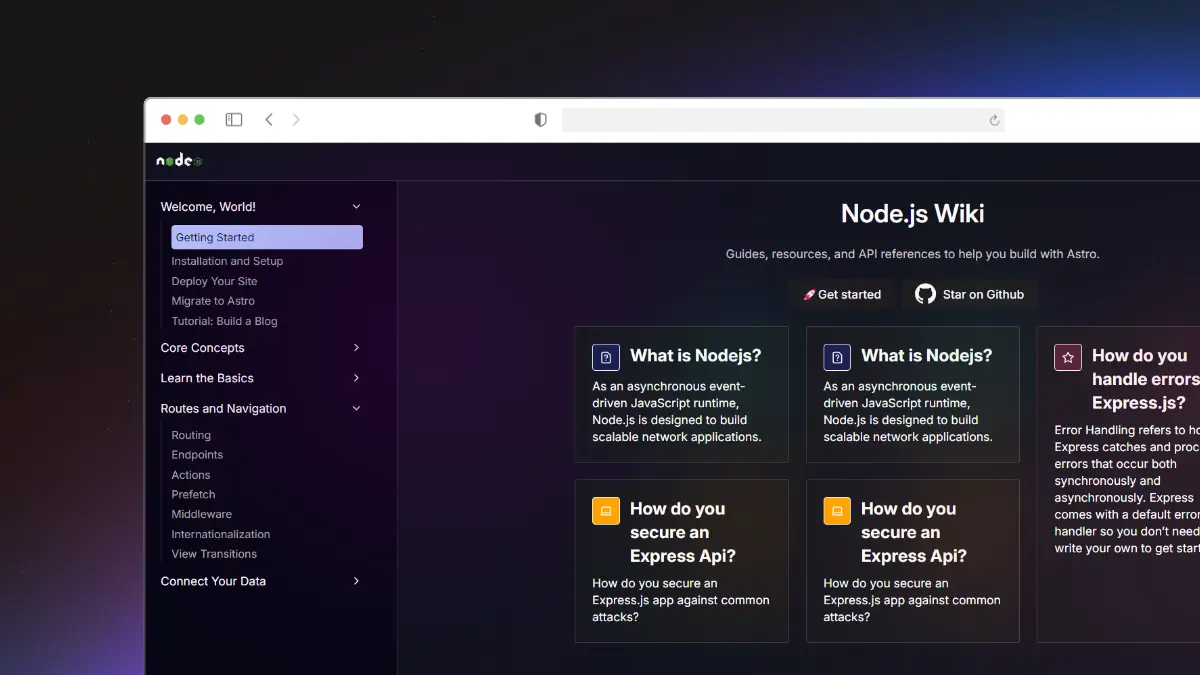 node
Welcome, World!
Getting Started
Installation and Setup
Deploy Your Site
Migrate to Astro
Tutorial: Build a Blog
Core Concepts
Learn the Basics
Routes and Navigation
Routing
Endpoints
Actions
Prefetch
Middleware
Internationalization
View Transitions
Connect Your Data
Node.js Wiki
Guides, resources, and API references to help you build with Astro.
🚀 Get started
Star on Github
What is Nodejs?
As an asynchronous event-
driven JavaScript runtime,
Node.js is designed to build
scalable network applications.
What is Nodejs?
As an asynchronous event-
driven JavaScript runtime,
Node.js is designed to build
scalable network applications.
How do you
handle errors
Express.js?
Error Handling refers to ho
Express catches and proc
errors that occur both
synchronously and
asynchronously. Express
comes with a default error
handler so you don't need
write your own to get start
How do you
secure an
Express Api?
How do you secure an
Express.js app against common
attacks?
How do you
secure an
Express Api?
How do you secure an
Express.js app against common
attacks?